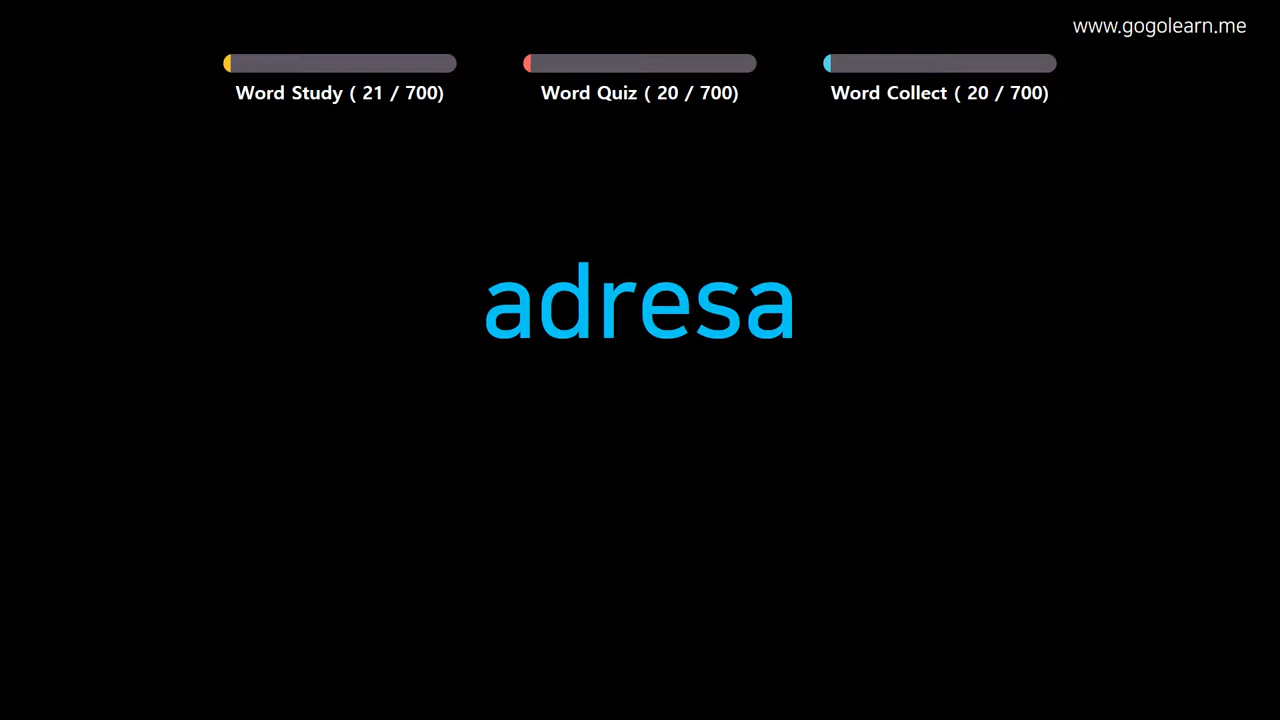 www.gogolearn.me
Word Study ( 21 / 700)
Word Quiz ( 20 / 700)
Word Collect ( 20 / 700)
adresa